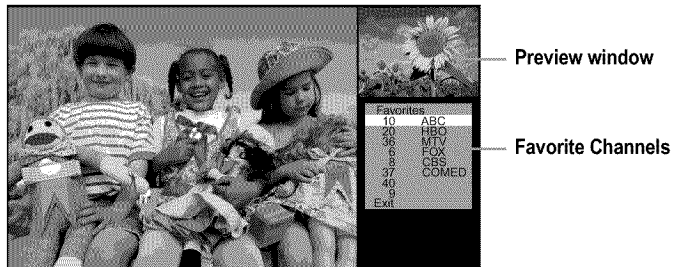 Preview window
Favorites
10 ABC
20 HBO
36 MTV
6 FOX
8 CBS
37 COMED
40
9
Exit
Favorite Channels